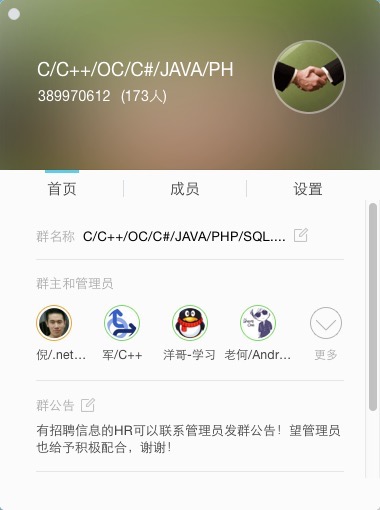 C/C++/OC/C#/JAVA/PH
389970612 (173人)
首页 成员 设置
群名称 C/C++/OC/C#/JAVA/PHP/SQL....
群主和管理员
倪/.net... 军/C++ 洋哥-学习 老何/Andr... 更多
群公告
有招聘信息的HR可以联系管理员发群公告！望管理员
也给予积极配合，谢谢！